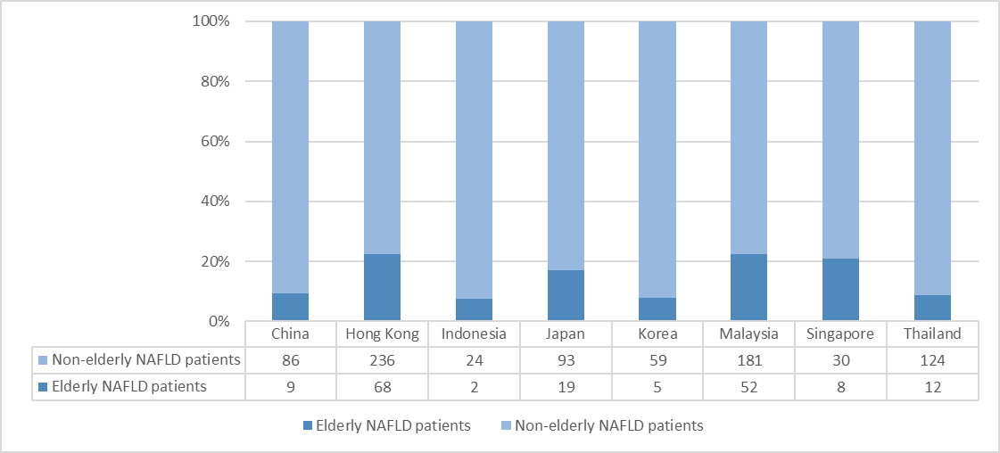 100%
80%
60%
40%
20%
0%
China Hong Kong Indonesia Japan Korea Malaysia Singapore Thailand
Non-elderly NAFLD patients 86 236 24 93 59 181 30 124
Elderly NAFLD patients 9 68 2 19 5 52 8 12
Elderly NAFLD patients Non-elderly NAFLD patients